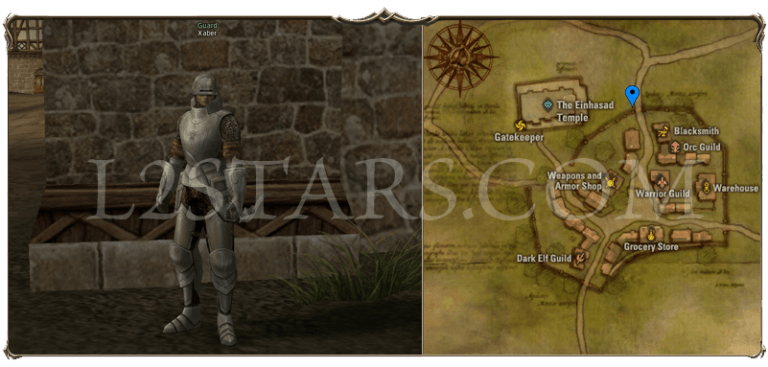 Guard
Xaber
The Einhasad
Temple
Gatekeeper
Blacksmith
Orc Guild
Weapons and
Armor Shop
Warrior Guild
Warehouse
Grocery Store
Dark Elf Guild
L2STARS.COM